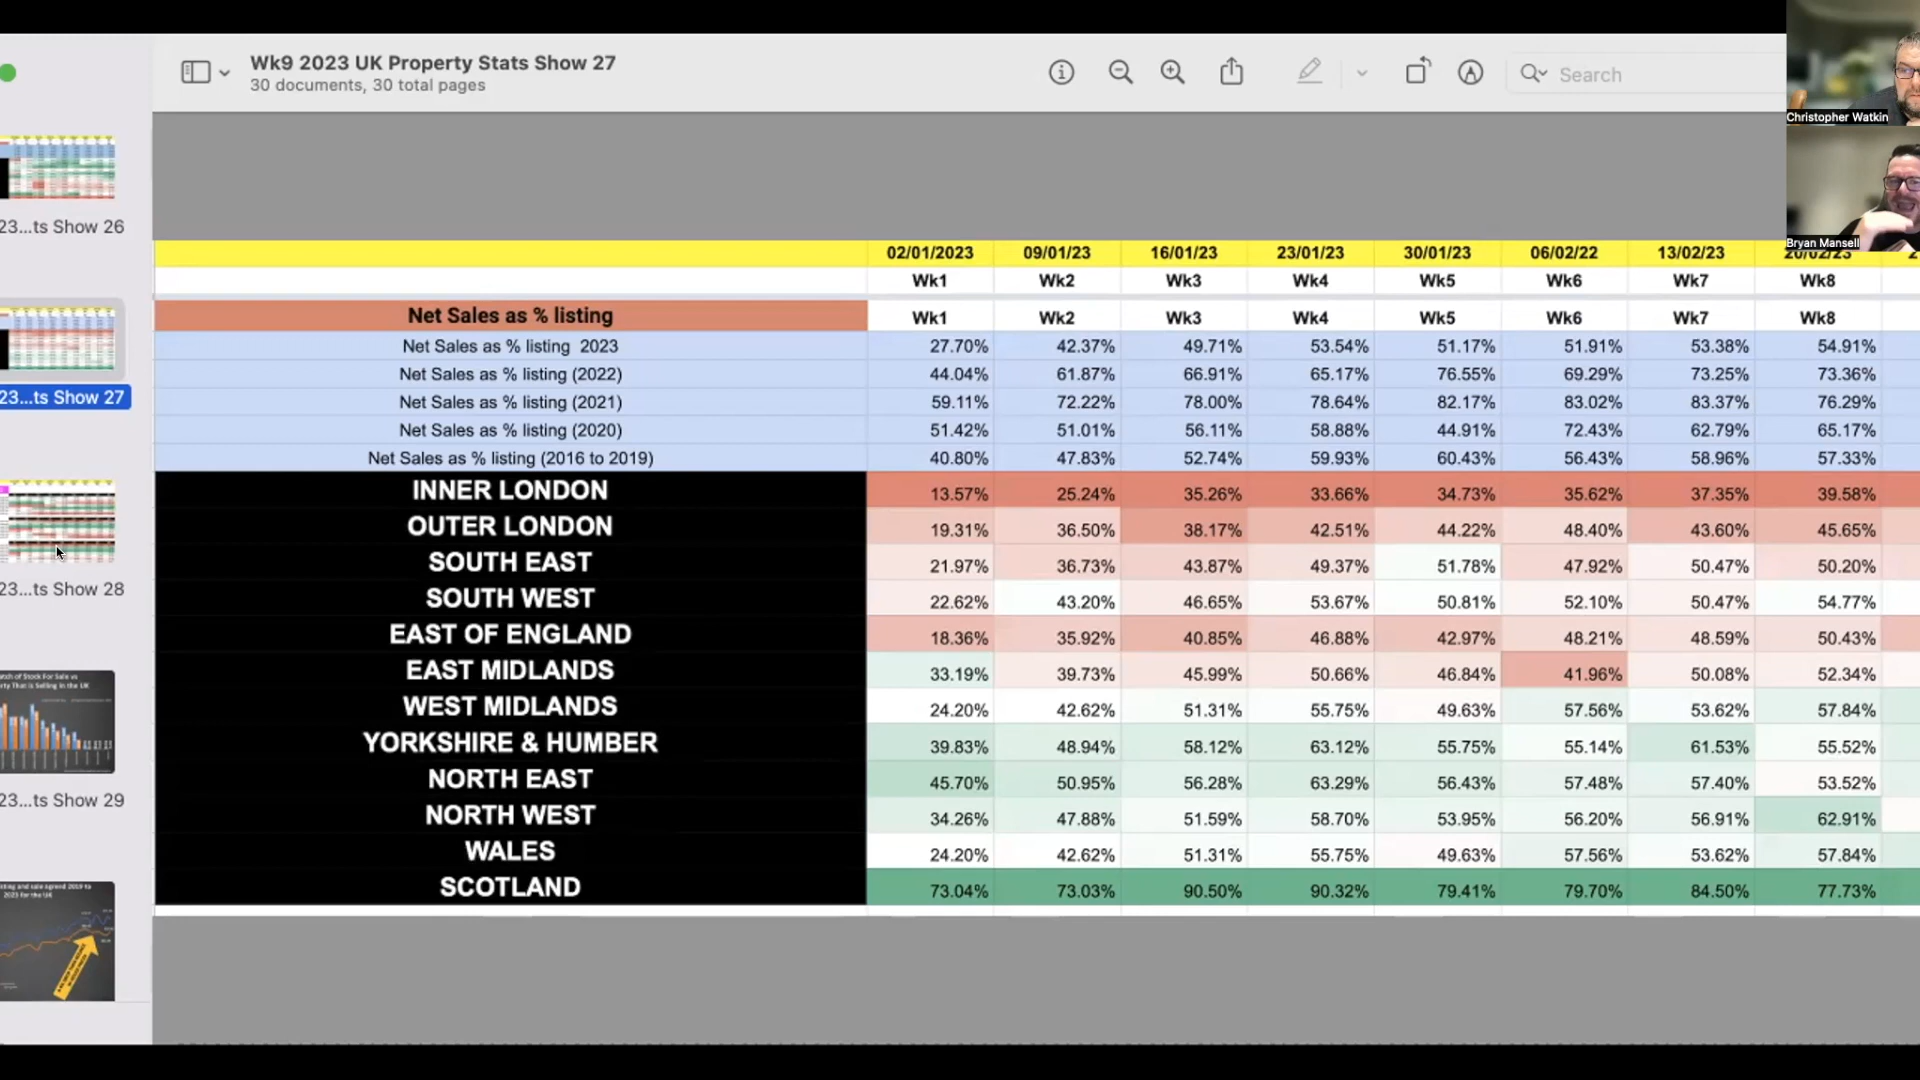 Wk9 2023 UK Property Stats Show 27
30 documents, 30 total pages
Search
Christopher Watkin
Bryan Mansell
23...ts Show 26
23...ts Show 27
23...ts Show 28
23...ts Show 29
02/01/2023 09/01/23 16/01/23 23/01/23 30/01/23 06/02/22 13/02/23 20/02/23
Wk1 Wk2 Wk3 Wk4 Wk5 Wk6 Wk7 Wk8
Net Sales as % listing Wk1 Wk2 Wk3 Wk4 Wk5 Wk6 Wk7 Wk8
Net Sales as % listing 2023 27.70% 42.37% 49.71% 53.54% 51.17% 51.91% 53.38% 54.91%
Net Sales as % listing (2022) 44.04% 61.87% 66.91% 65.17% 76.55% 69.29% 73.25% 73.36%
Net Sales as % listing (2021) 59.11% 72.22% 78.00% 78.64% 82.17% 83.02% 83.37% 76.29%
Net Sales as % listing (2020) 51.42% 51.01% 56.11% 58.88% 44.91% 72.43% 62.79% 65.17%
Net Sales as % listing (2016 to 2019) 40.80% 47.83% 52.74% 59.93% 60.43% 56.43% 58.96% 57.33%
INNER LONDON 13.57% 25.24% 35.26% 33.66% 34.73% 35.62% 37.35% 39.58%
OUTER LONDON 19.31% 36.50% 38.17% 42.51% 44.22% 48.40% 43.60% 45.65%
SOUTH EAST 21.97% 36.73% 43.87% 49.37% 51.78% 47.92% 50.47% 50.20%
SOUTH WEST 22.62% 43.20% 46.65% 53.67% 50.81% 52.10% 50.47% 54.77%
EAST OF ENGLAND 18.36% 35.92% 40.85% 46.88% 42.97% 48.21% 48.59% 50.43%
EAST MIDLANDS 33.19% 39.73% 45.99% 50.66% 46.84% 41.96% 50.08% 52.34%
WEST MIDLANDS 24.20% 42.62% 51.31% 55.75% 49.63% 57.56% 53.62% 57.84%
YORKSHIRE & HUMBER 39.83% 48.94% 58.12% 63.12% 55.75% 55.14% 61.53% 55.52%
NORTH EAST 45.70% 50.95% 56.28% 63.29% 56.43% 57.48% 57.40% 53.52%
NORTH WEST 34.26% 47.88% 51.59% 58.70% 53.95% 56.20% 56.91% 62.91%
WALES 24.20% 42.62% 51.31% 55.75% 49.63% 57.56% 53.62% 57.84%
SCOTLAND 73.04% 73.03% 90.50% 90.32% 79.41% 79.70% 84.50% 77.73%